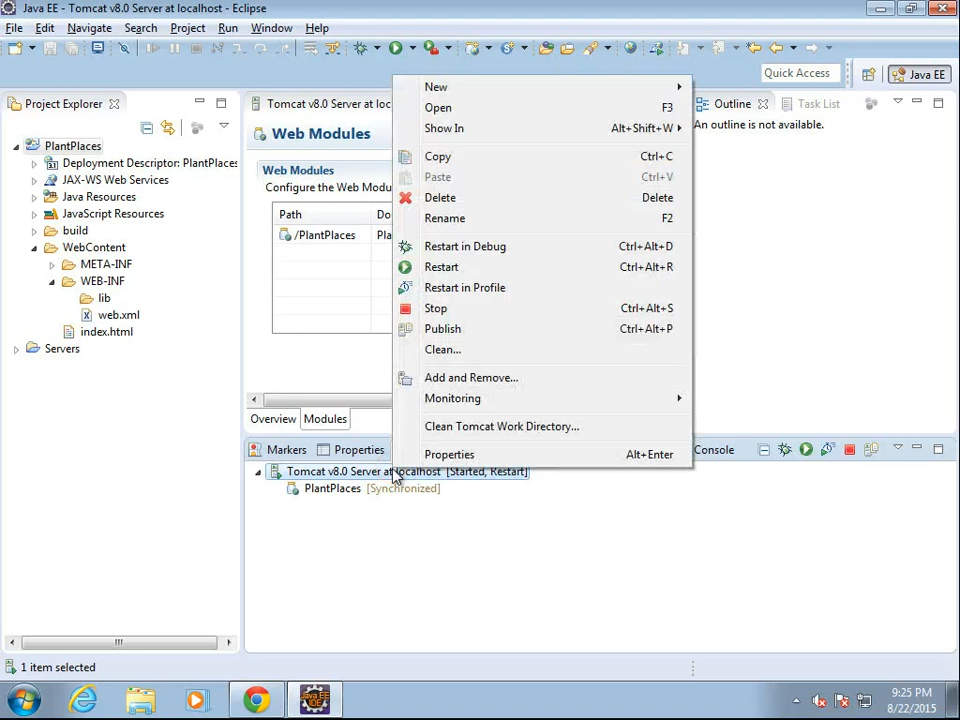 Java EE - Tomcat v8.0 Server at localhost - Eclipse
File Edit Navigate Search Project Run Window Help
Quick Access
Java EE
Project Explorer
PlantPlaces
Deployment Descriptor: PlantPlaces
JAX-WS Web Services
Java Resources
JavaScript Resources
build
WebContent
META-INF
WEB-INF
lib
web.xml
index.html
Servers
Tomcat v8.0 Server at loc
Web Modules
Web Modules
Configure the Web Modu
Path Do
/PlantPlaces Pla
Overview Modules
New
Open F3
Show In Alt+Shift+W
Copy Ctrl+C
Paste Ctrl+V
Delete Delete
Rename F2
Restart in Debug Ctrl+Alt+D
Restart Ctrl+Alt+R
Restart in Profile
Stop Ctrl+Alt+S
Publish Ctrl+Alt+P
Clean...
Add and Remove...
Monitoring
Clean Tomcat Work Directory...
Properties Alt+Enter
Outline Task List
An outline is not available.
Markers Properties Console
Tomcat v8.0 Server at localhost [Started, Restart]
PlantPlaces [Synchronized]
1 item selected
Java EE
IDE
9:25 PM
8/22/2015